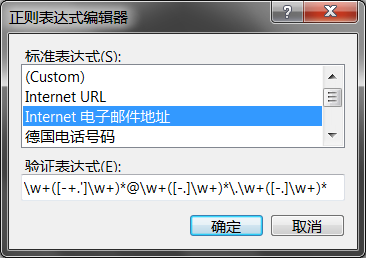 正则表达式编辑器
标准表达式(S):
(Custom)
Internet URL
Internet 电子邮件地址
德国电话号码
验证表达式(E):
\w+([-+.']\w+)*@\w+([-.]\w+)*\.\w+([-.]\w+)*
确定
取消